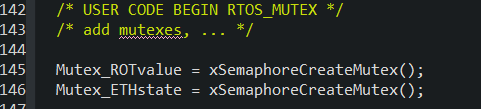 142 /* USER CODE BEGIN RTOS_MUTEX */
143 /* add mutexes, ... */
144
145 Mutex_ROTvalue = xSemaphoreCreateMutex();
146 Mutex_ETHstate = xSemaphoreCreateMutex();